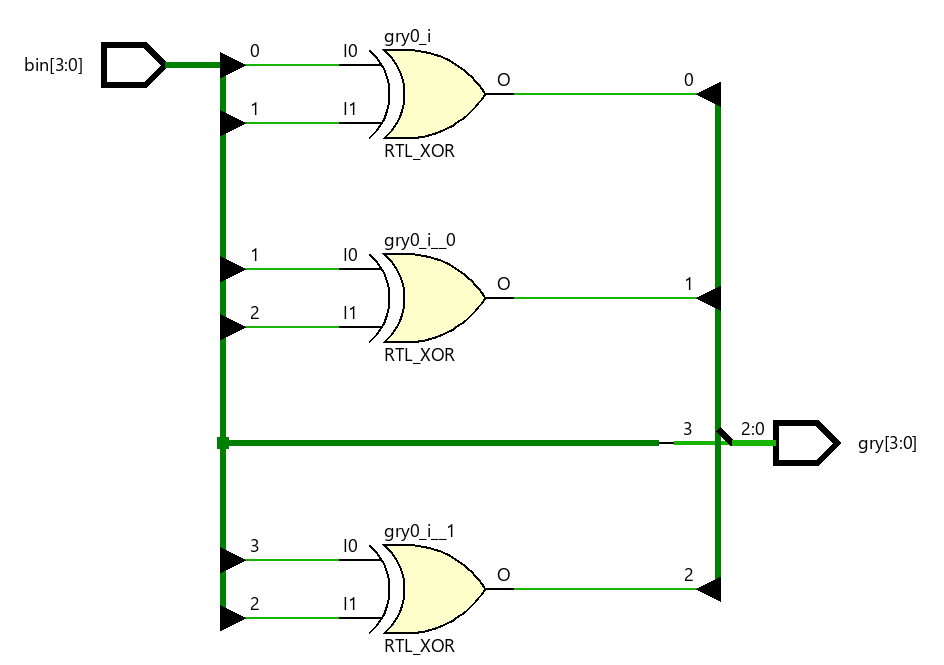 gry0_i
bin[3:0]
0 I0
O 0
1 I1
RTL_XOR
gry0_i__0
1 I0
O 1
2 I1
RTL_XOR
3 2:0
gry[3:0]
gry0_i__1
3 I0
O 2
2 I1
RTL_XOR